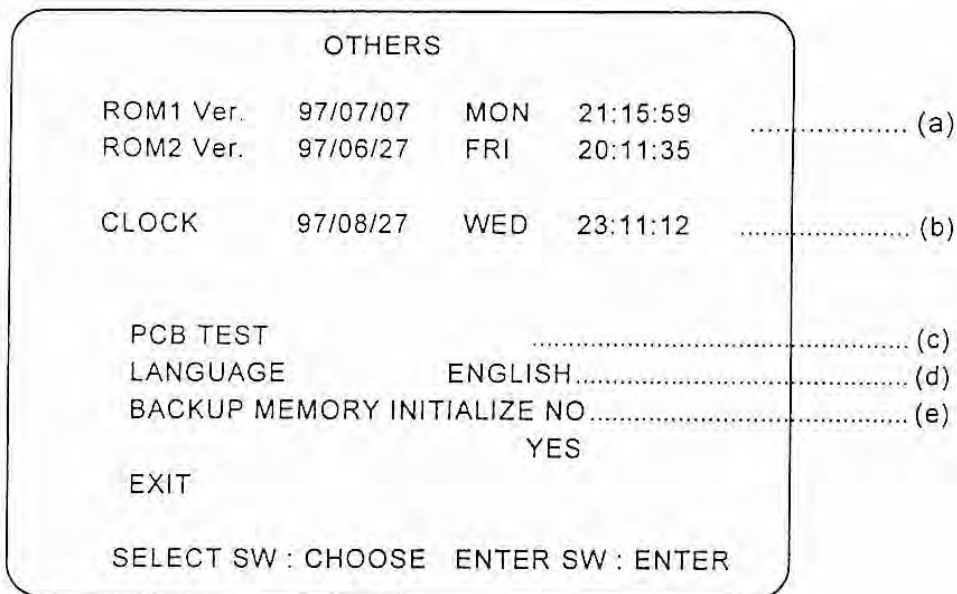 OTHERS
ROM1 Ver. 97/07/07 MON 21:15:59 .................. (a)
ROM2 Ver. 97/06/27 FRI 20:11:35
CLOCK 97/08/27 WED 23:11:12 .................. (b)
PCB TEST .................. (c)
LANGUAGE ENGLISH .................. (d)
BACKUP MEMORY INITIALIZE NO .................. (e)
YES
EXIT
SELECT SW : CHOOSE ENTER SW : ENTER